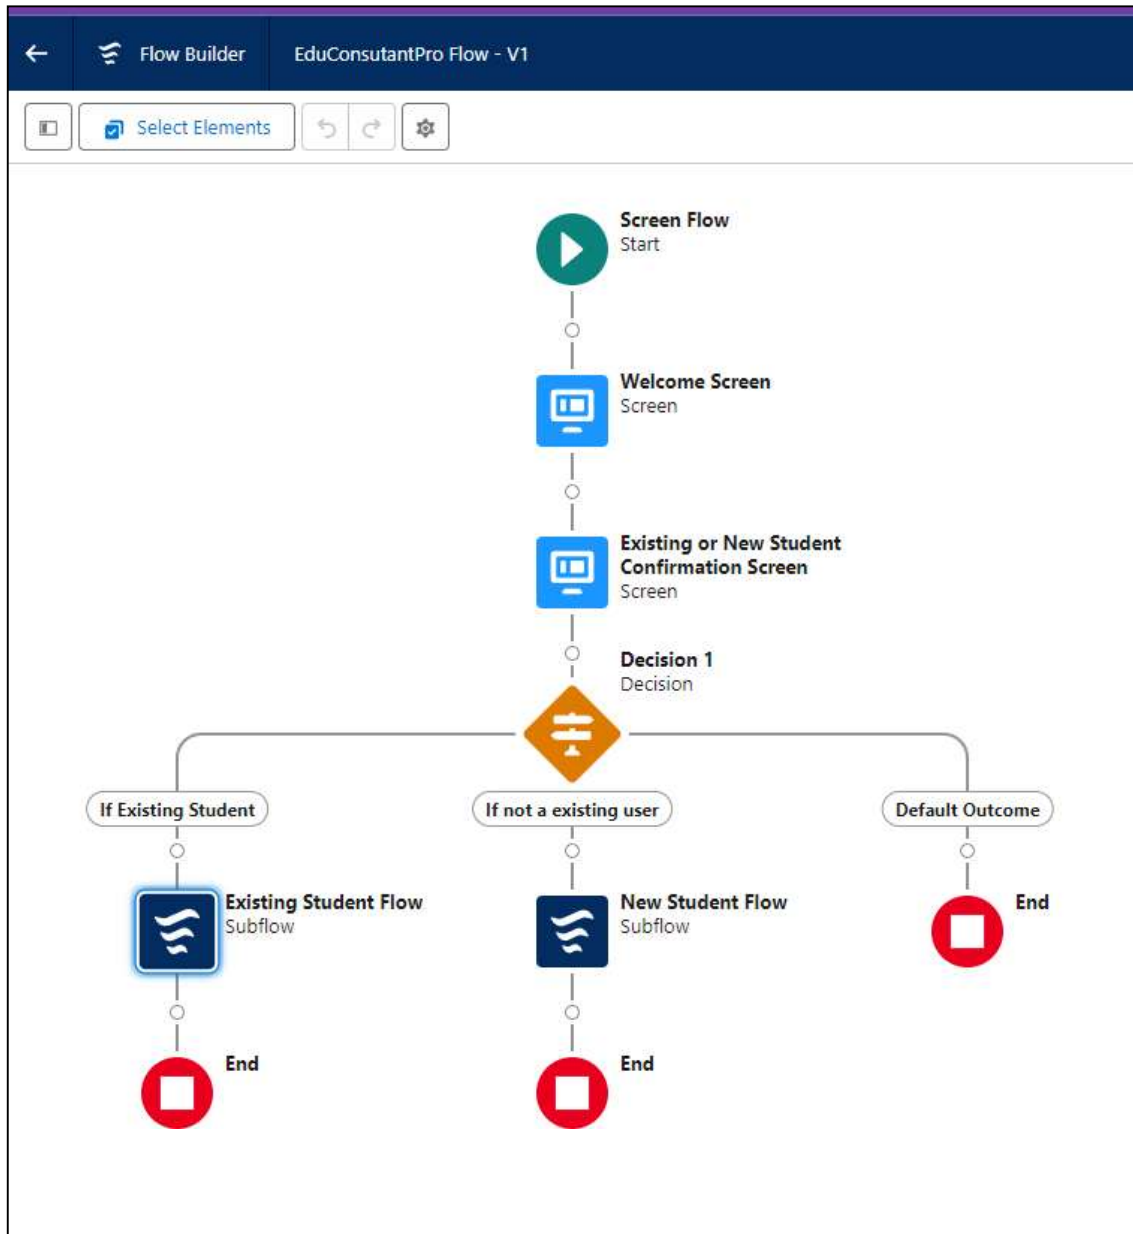 Flow Builder
EduConsutantPro Flow - V1
Select Elements
Screen Flow
Start
Welcome Screen
Screen
Existing or New Student
Confirmation Screen
Screen
Decision 1
Decision
If Existing Student
If not a existing user
Default Outcome
Existing Student Flow
Subflow
New Student Flow
Subflow
End
End
End